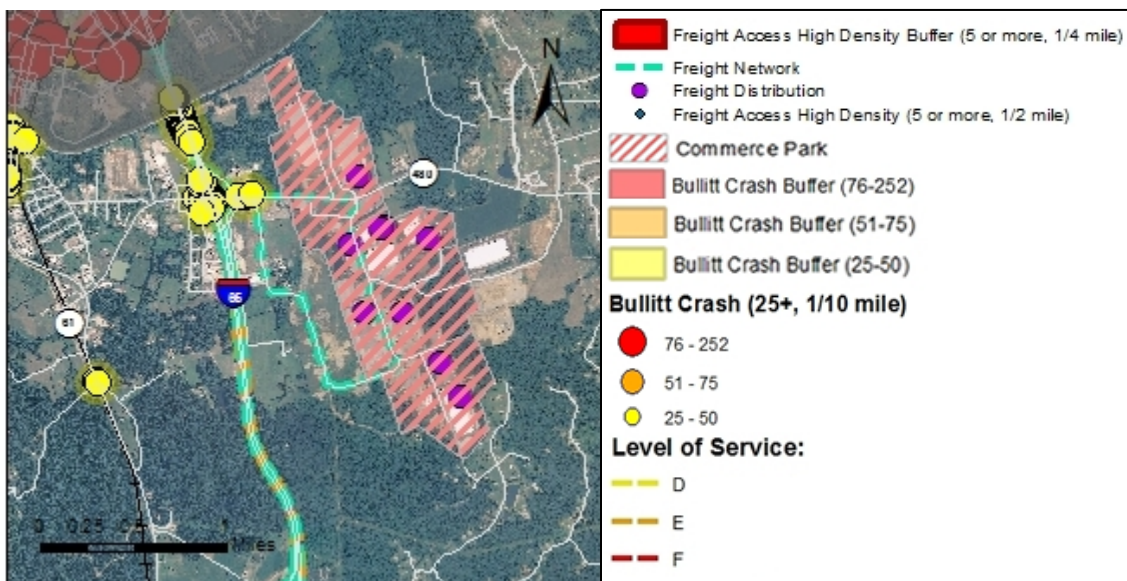 N
480
65
61
0 0.25 0.5 1
Miles
Freight Access High Density Buffer (5 or more, 1/4 mile)
Freight Network
Freight Distribution
Freight Access High Density (5 or more, 1/2 mile)
Commerce Park
Bullitt Crash Buffer (76-252)
Bullitt Crash Buffer (51-75)
Bullitt Crash Buffer (25-50)
Bullitt Crash (25+, 1/10 mile)
76 - 252
51 - 75
25 - 50
Level of Service:
D
E
F